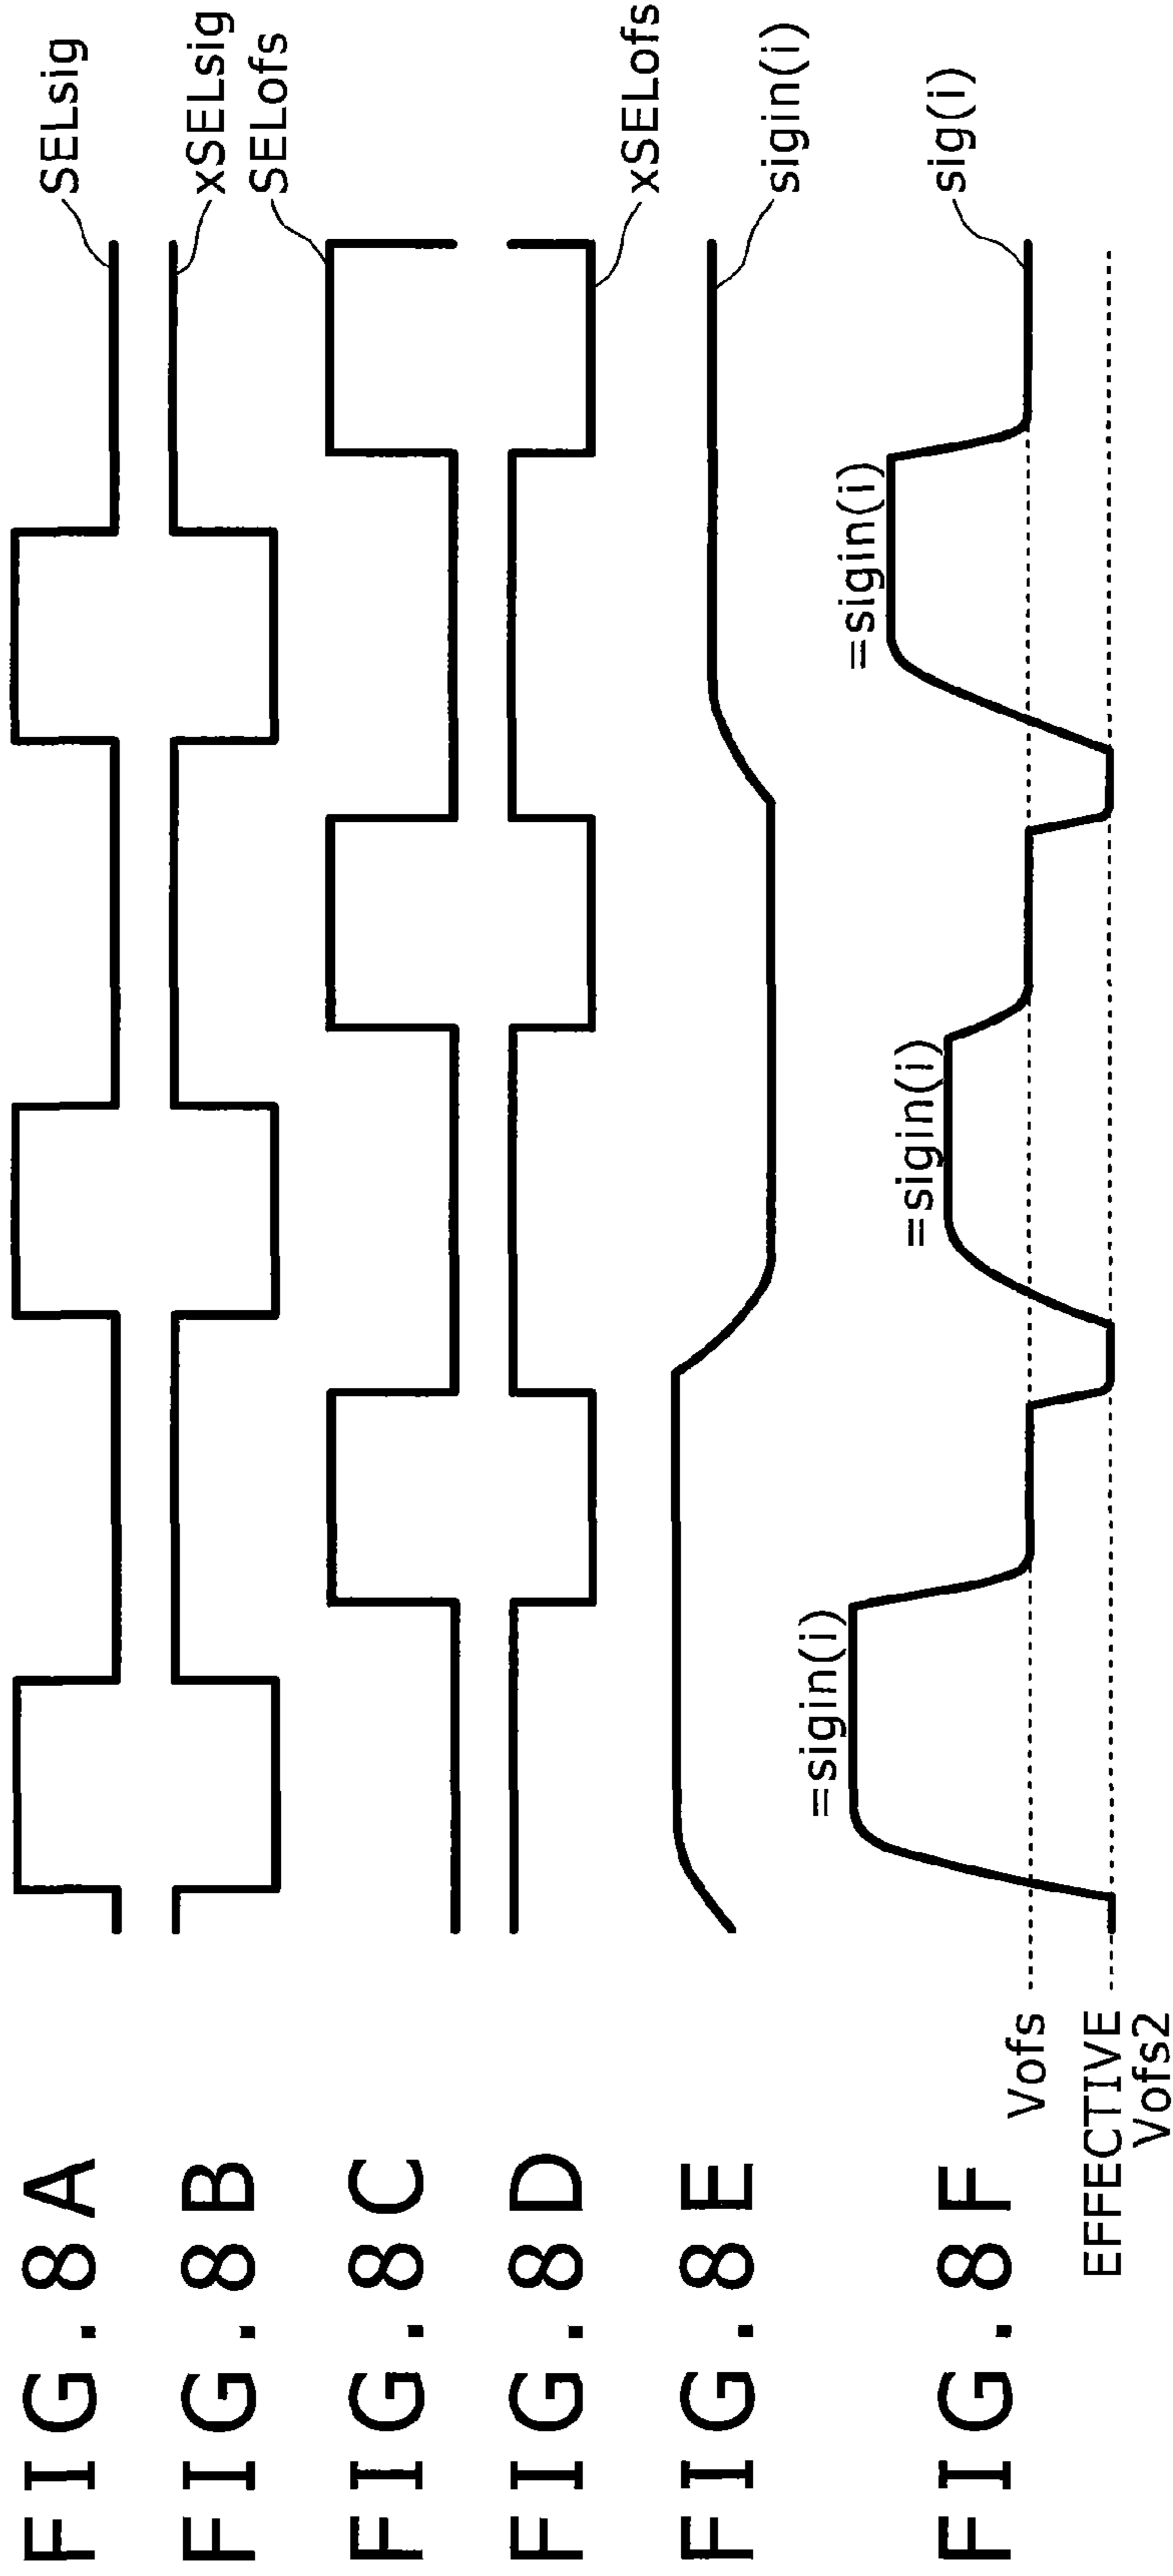 FIG.8A
SELsig
FIG.8B
xSELsig
FIG.8C
SELofs
FIG.8D
xSELofs
FIG.8E
sigin(i)
FIG.8F
=sigin(i)
=sigin(i)
=sigin(i)
sig(i)
Vofs
EFFECTIVE
Vofs2